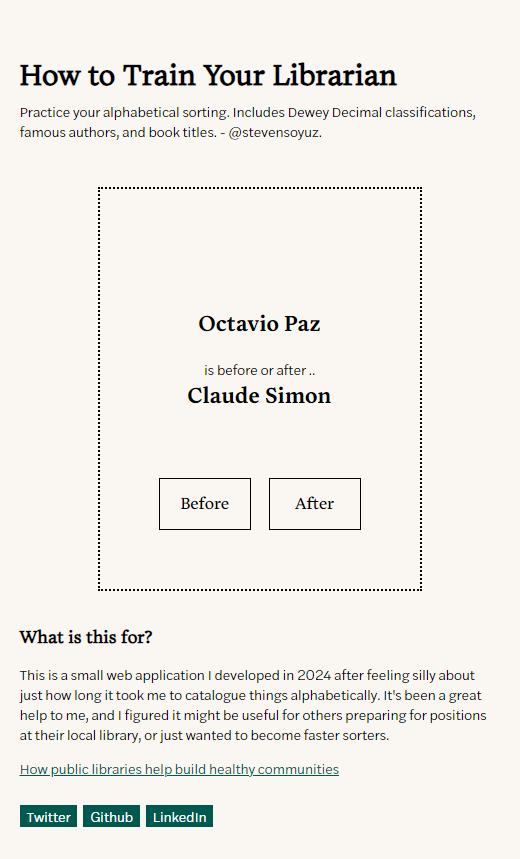 How to Train Your Librarian
Practice your alphabetical sorting. Includes Dewey Decimal classifications,
famous authors, and book titles. - @stevensoyuz.
Octavio Paz
is before or after ..
Claude Simon
Before
After
What is this for?
This is a small web application I developed in 2024 after feeling silly about
just how long it took me to catalogue things alphabetically. It's been a great
help to me, and I figured it might be useful for others preparing for positions
at their local library, or just wanted to become faster sorters.
How public libraries help build healthy communities
Twitter
Github
LinkedIn